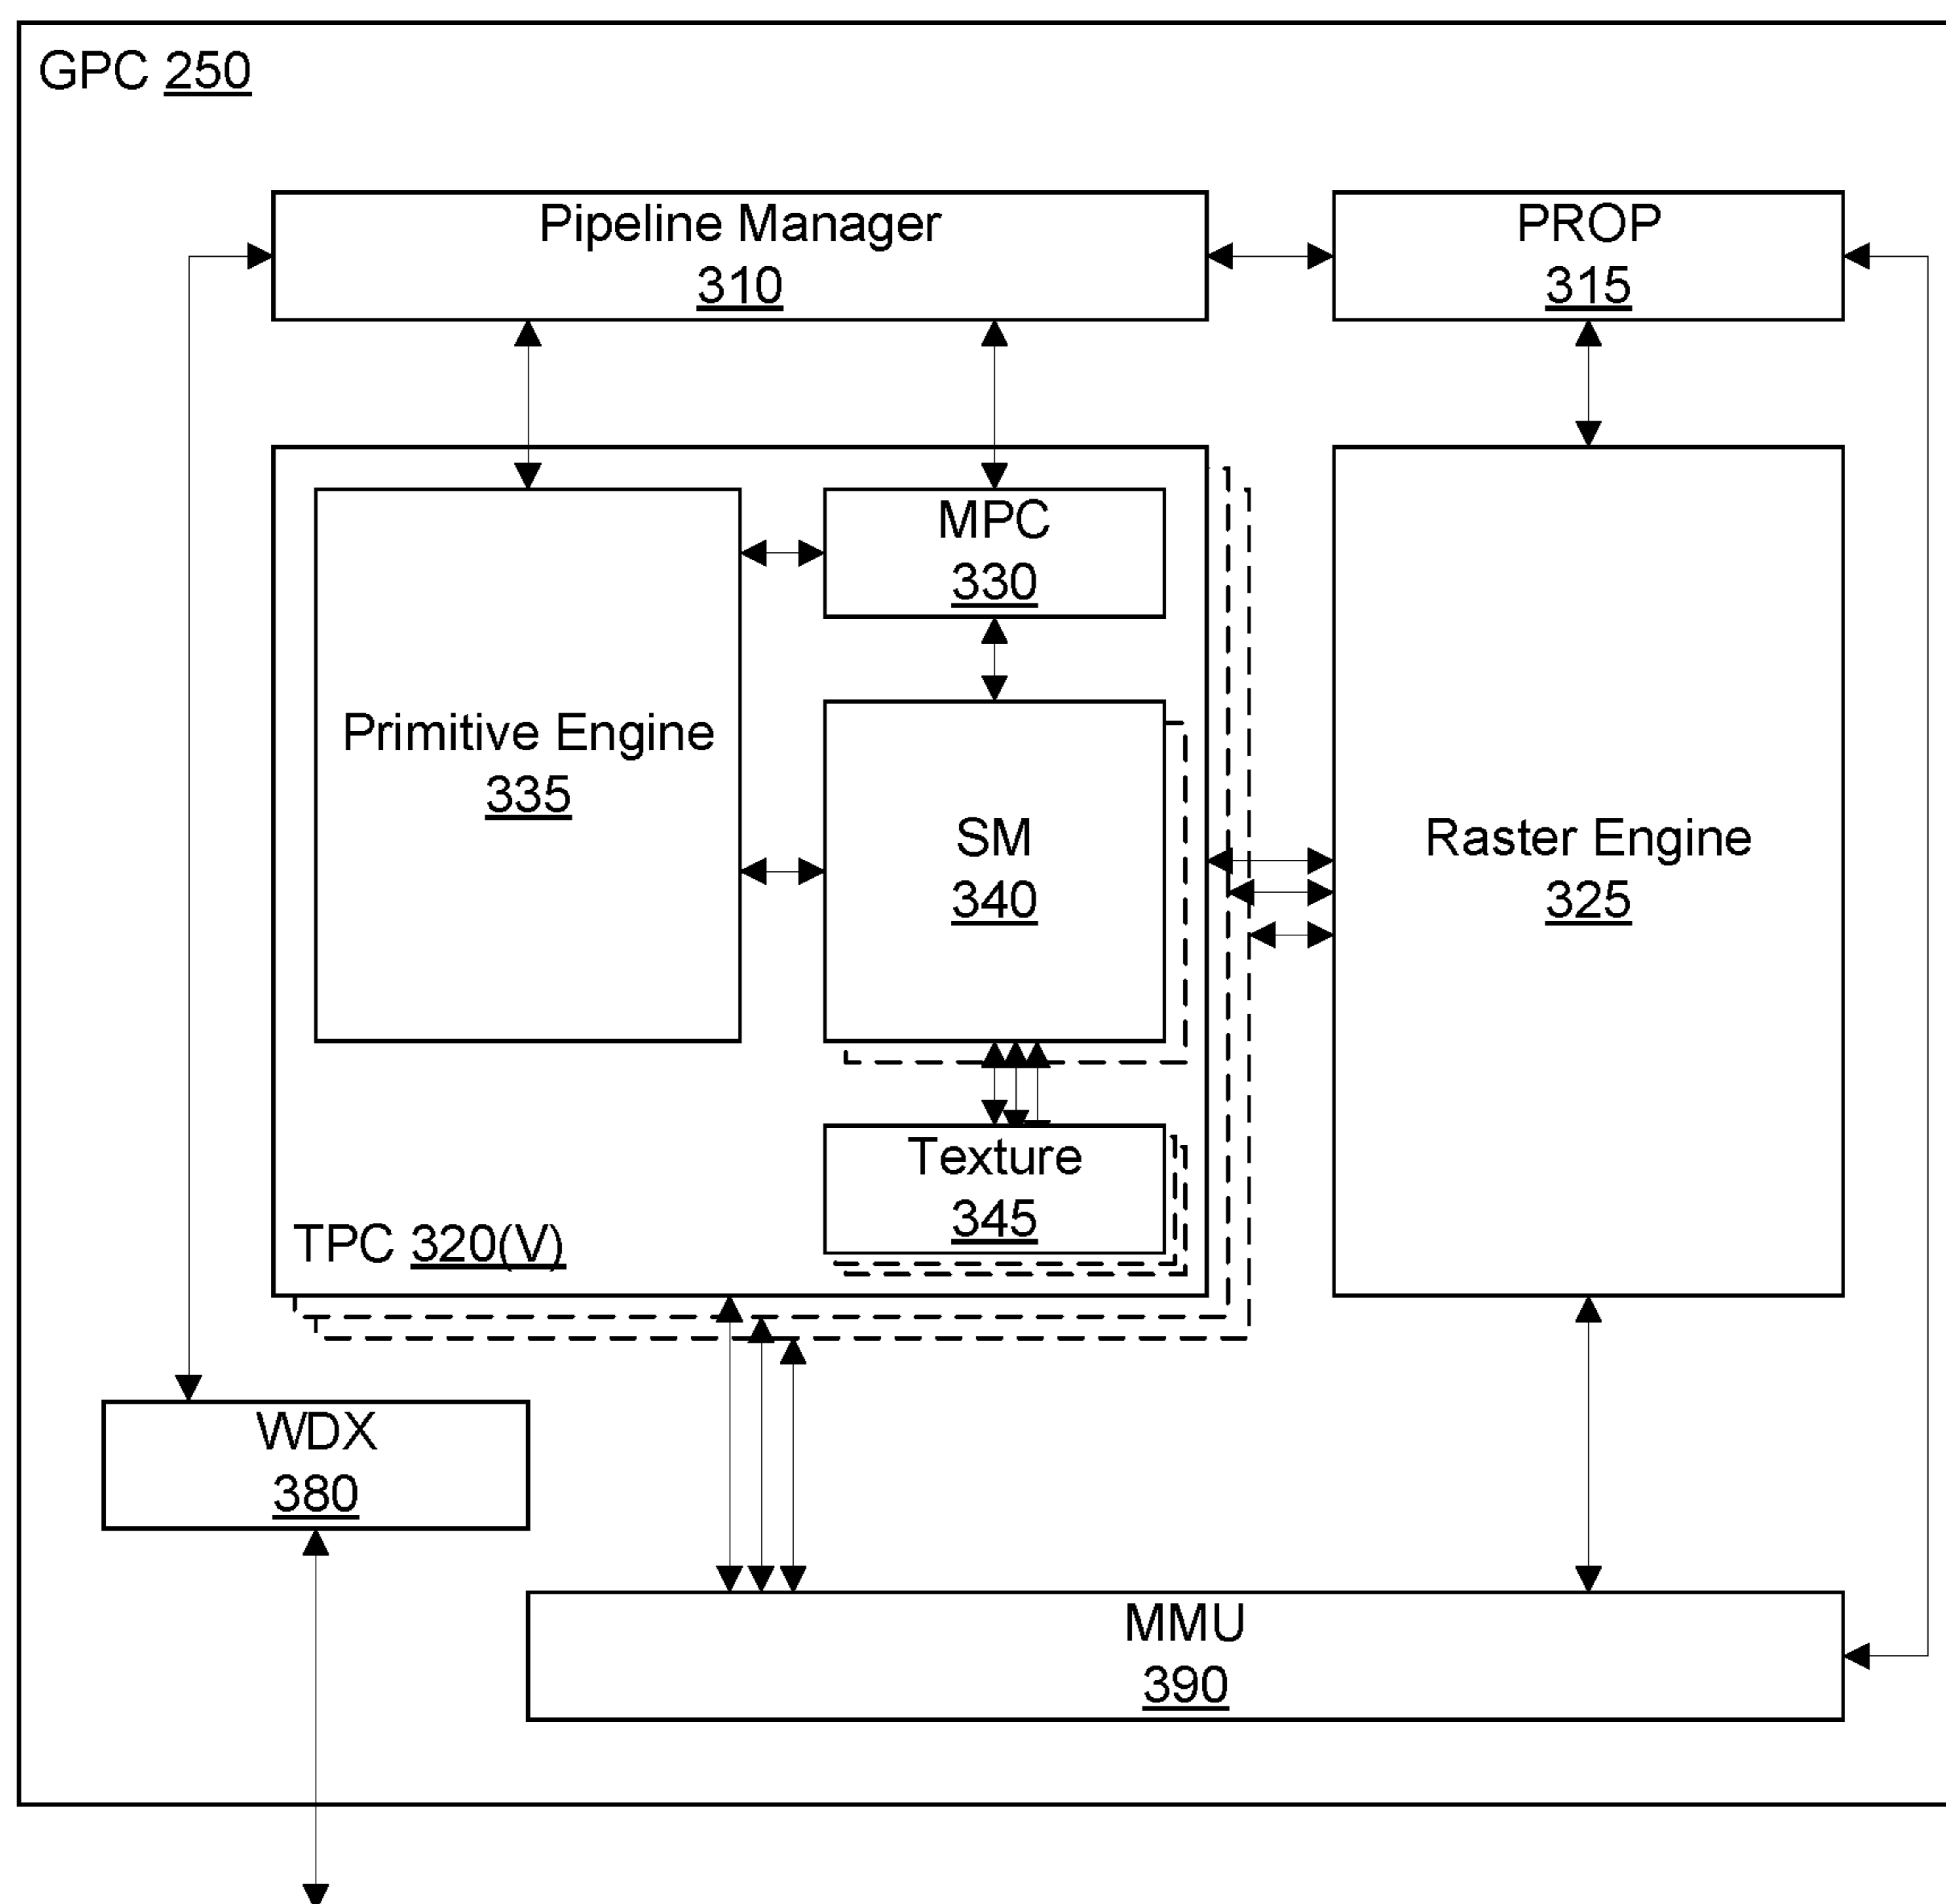 GPC 250
Pipeline Manager
310
PROP
315
MPC
330
Primitive Engine
335
SM
340
Raster Engine
325
Texture
345
TPC 320(V)
WDX
380
MMU
390